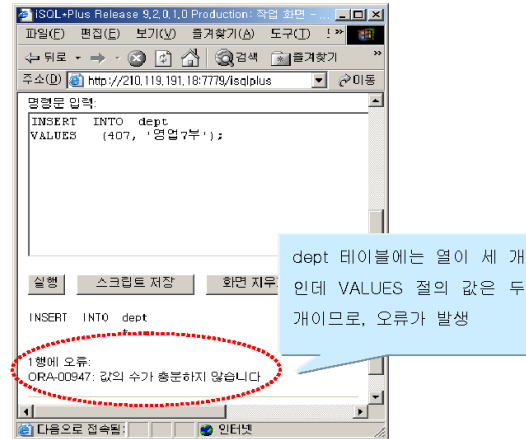 iSQL*Plus Release 9.2.0.1.0 Production: 작업 화면 - ...
파일(F) 편집(E) 보기(V) 즐겨찾기(A) 도구(T) »
뒤로 검색 즐겨찾기 »
주소(D) http://210.119.191.18:7779/isqlplus 이동
명령문 입력:
INSERT INTO dept
VALUES (407, '영업7부');
실행 스크립트 저장 화면 지우
INSERT INTO dept
*
1행에 오류:
ORA-00947: 값의 수가 충분하지 않습니다
다음으로 접속됨: 인터넷
dept 테이블에는 열이 세 개
인데 VALUES 절의 값은 두
개이므로, 오류가 발생